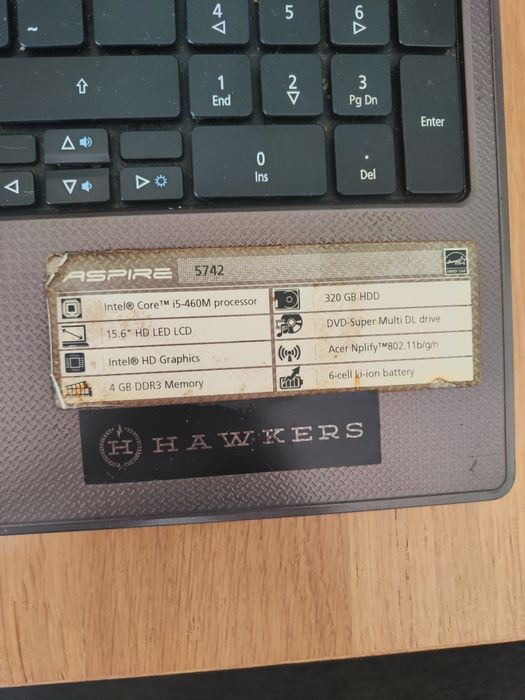 ~
4
5
6
1
End
2
3
Pg Dn
Enter
0
Ins
.
Del
ASPIRE 5742
Intel® Core™ i5-460M processor
15.6" HD LED LCD
Intel® HD Graphics
4 GB DDR3 Memory
320 GB HDD
DVD-Super Multi DL drive
Acer Nplify™802.11b/g/n
6-cell Li-ion battery
H HAWKERS